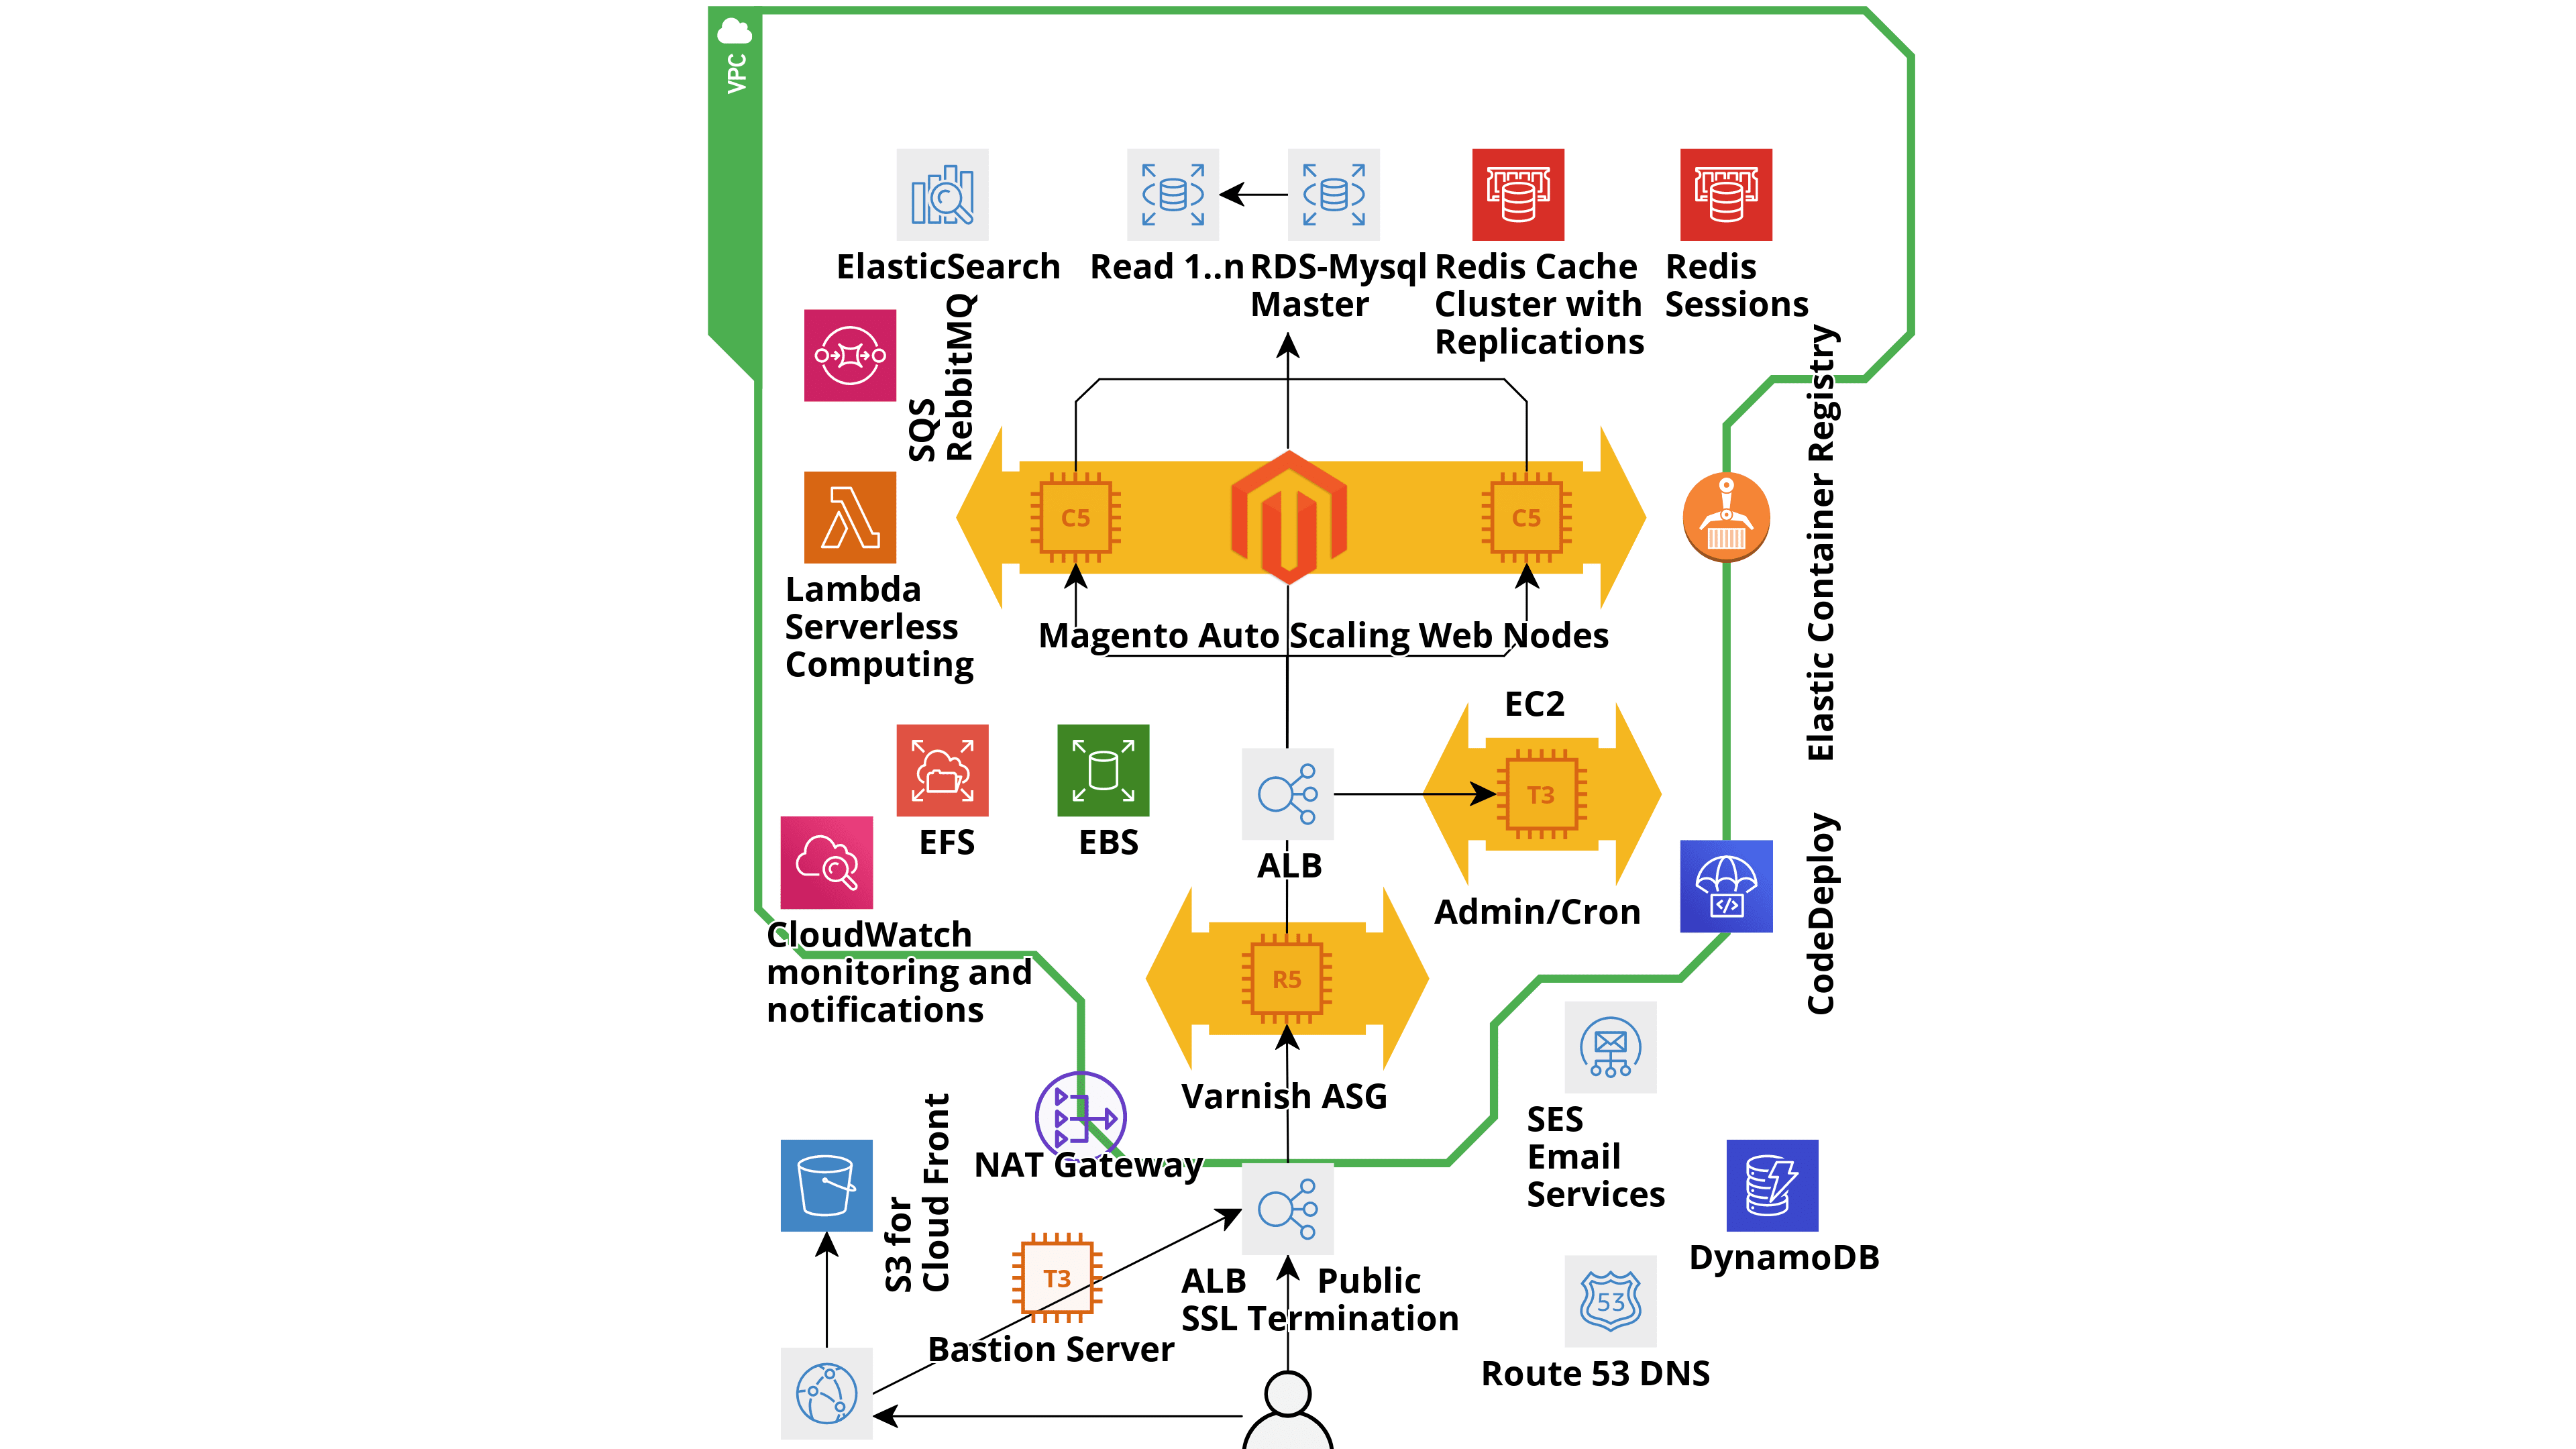 VPC
ElasticSearch
Read 1..n
RDS-Mysql
Master
Redis Cache
Cluster with
Replications
Redis
Sessions
SQS
RebbitMQ
C5
C5
Lambda
Serverless
Computing
Magento Auto Scaling Web Nodes
Elastic Container Registry
EC2
T3
EFS
EBS
ALB
Admin/Cron
CodeDeploy
CloudWatch
monitoring and
notifications
R5
Varnish ASG
SES
Email
Services
NAT Gateway
S3 for
Cloud Front
T3
Bastion Server
ALB Public
SSL Termination
DynamoDB
53
Route 53 DNS